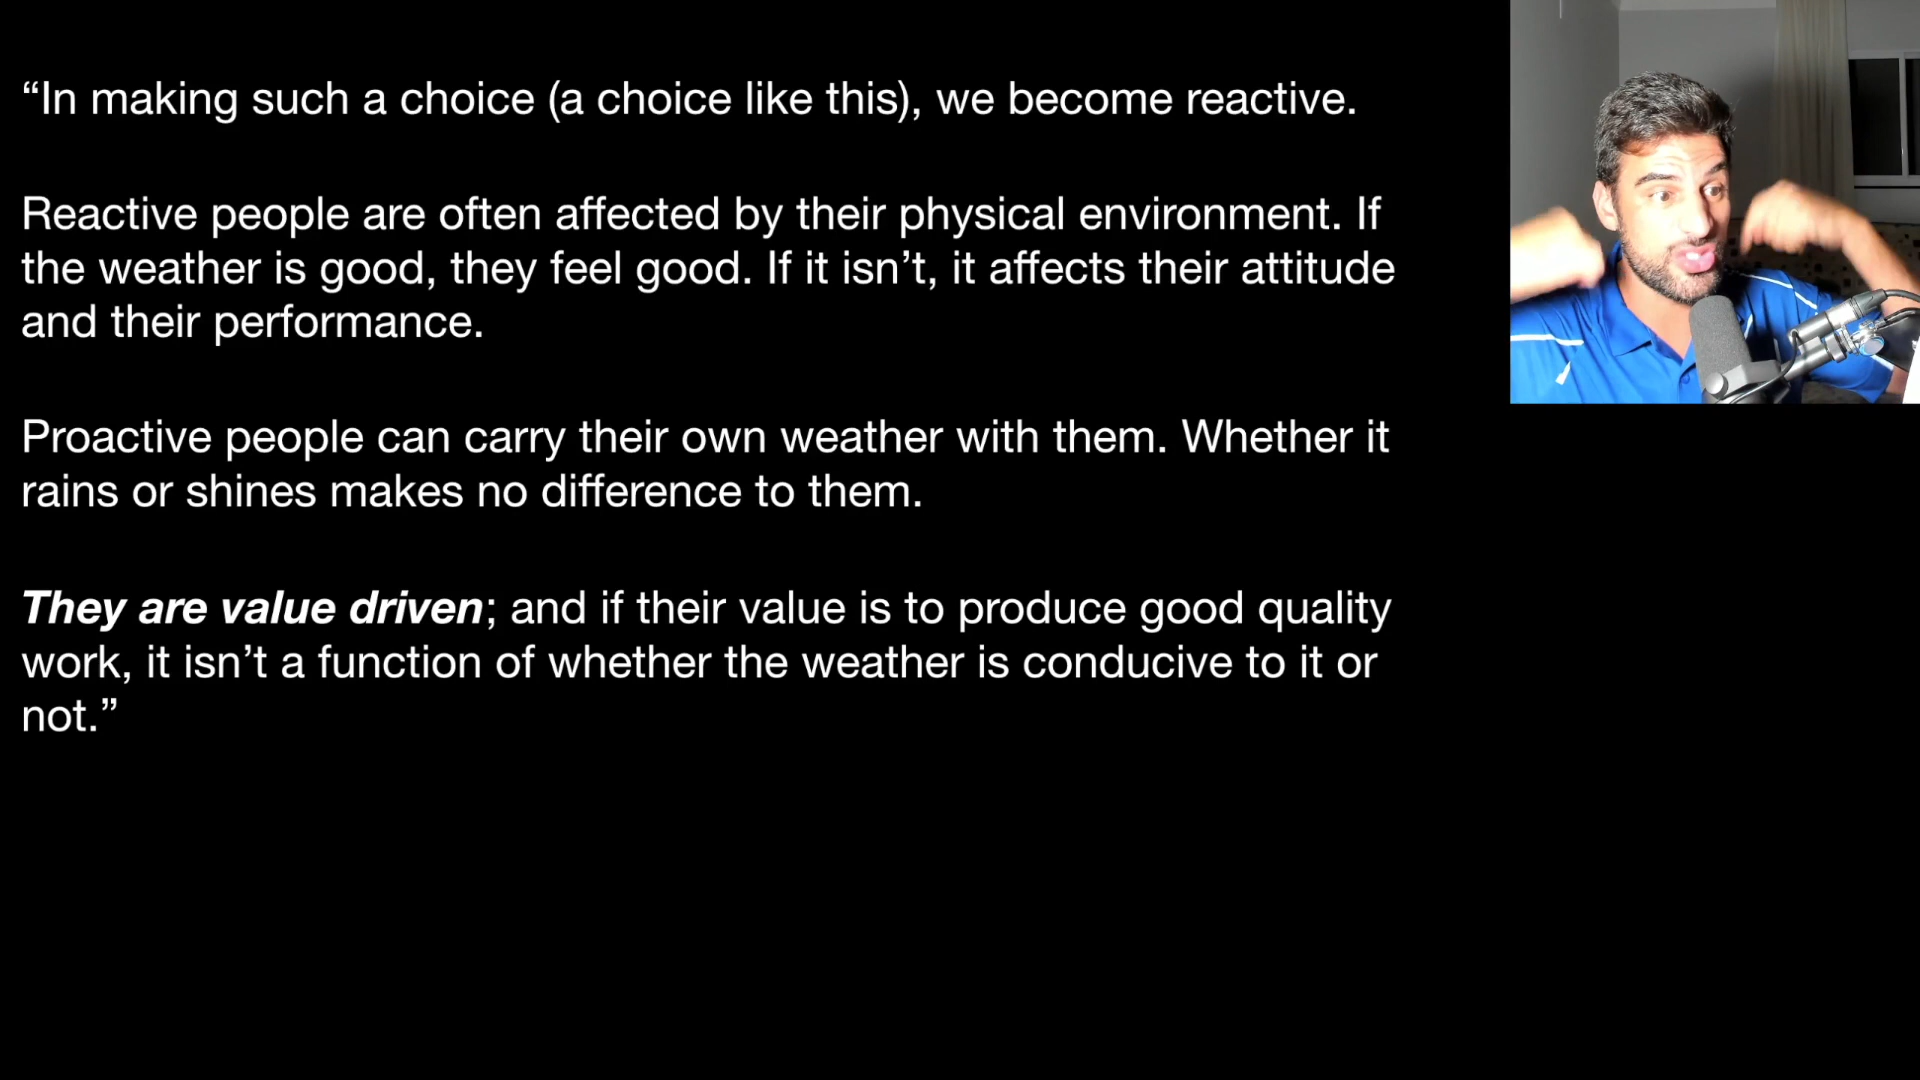 “In making such a choice (a choice like this), we become reactive.
Reactive people are often affected by their physical environment. If
the weather is good, they feel good. If it isn’t, it affects their attitude
and their performance.
Proactive people can carry their own weather with them. Whether it
rains or shines makes no difference to them.
They are value driven; and if their value is to produce good quality
work, it isn’t a function of whether the weather is conducive to it or
not.”